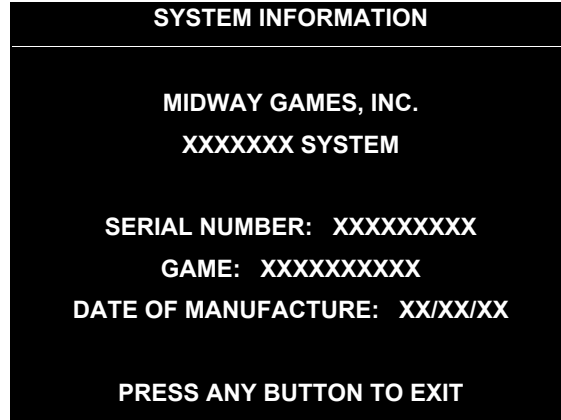 SYSTEM INFORMATION
MIDWAY GAMES, INC.
XXXXXXX SYSTEM
SERIAL NUMBER: XXXXXXXXX
GAME: XXXXXXXXXX
DATE OF MANUFACTURE: XX/XX/XX
PRESS ANY BUTTON TO EXIT